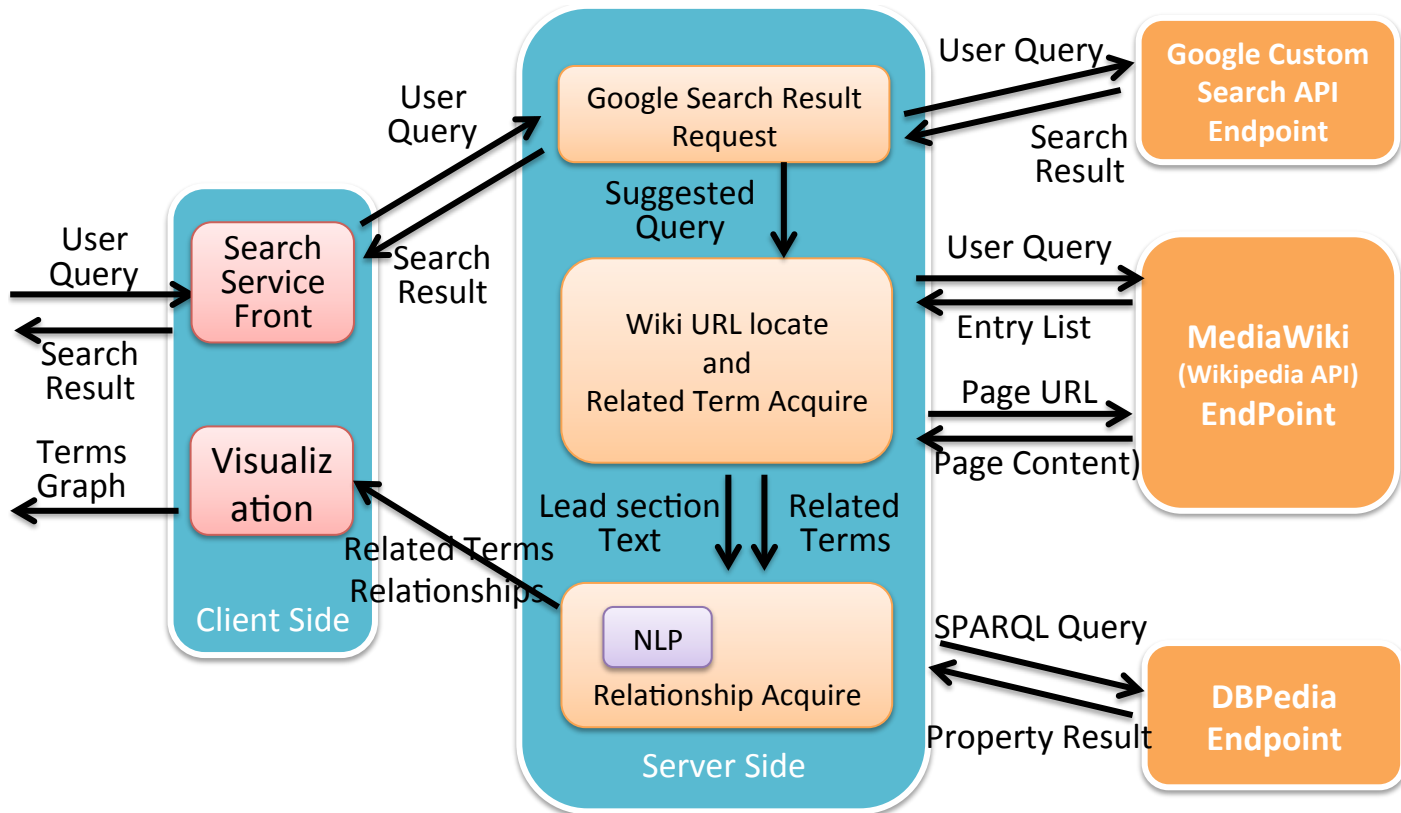 User
Query
Search
Result
Terms
Graph
Search
Service
Front
Visualiz
ation
Client Side
User
Query
Search
Result
Related Terms
Relationships
Google Search Result
Request
Suggested
Query
Wiki URL locate
and
Related Term Acquire
Lead section
Text
Related
Terms
NLP
Relationship Acquire
Server Side
User Query
Search
Result
User Query
Entry List
Page URL
Page Content)
SPARQL Query
Property Result
Google Custom
Search API
Endpoint
MediaWiki
(Wikipedia API)
EndPoint
DBPedia
Endpoint